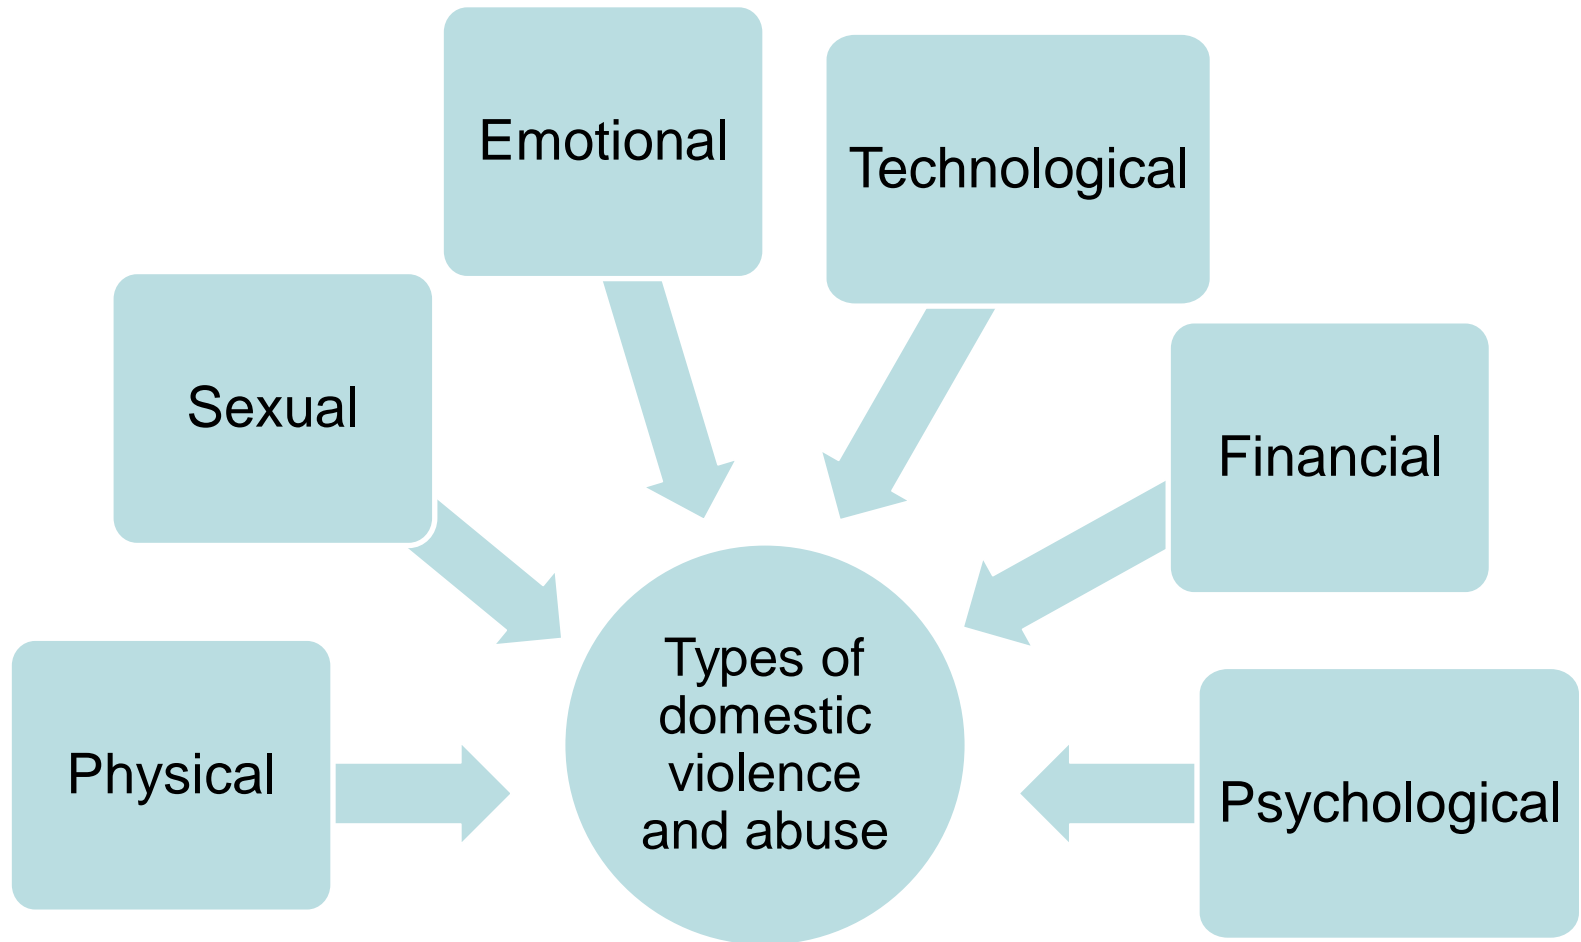 Emotional
Technological
Sexual
Financial
Physical
Types of
domestic
violence
and abuse
Psychological